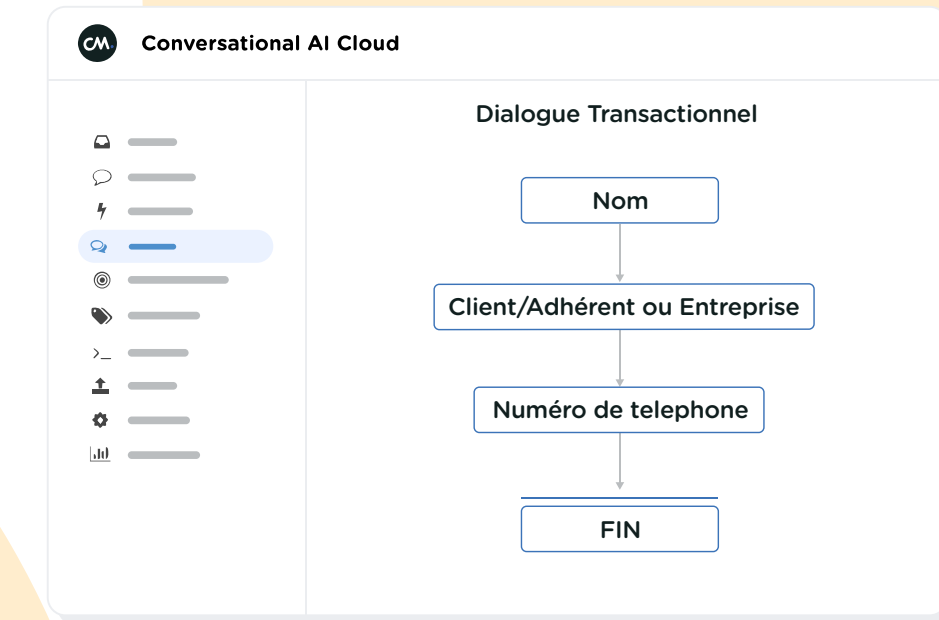 CM.
Conversational AI Cloud
Dialogue Transactionnel
Nom
Client/Adhérent ou Entreprise
Numéro de telephone
FIN